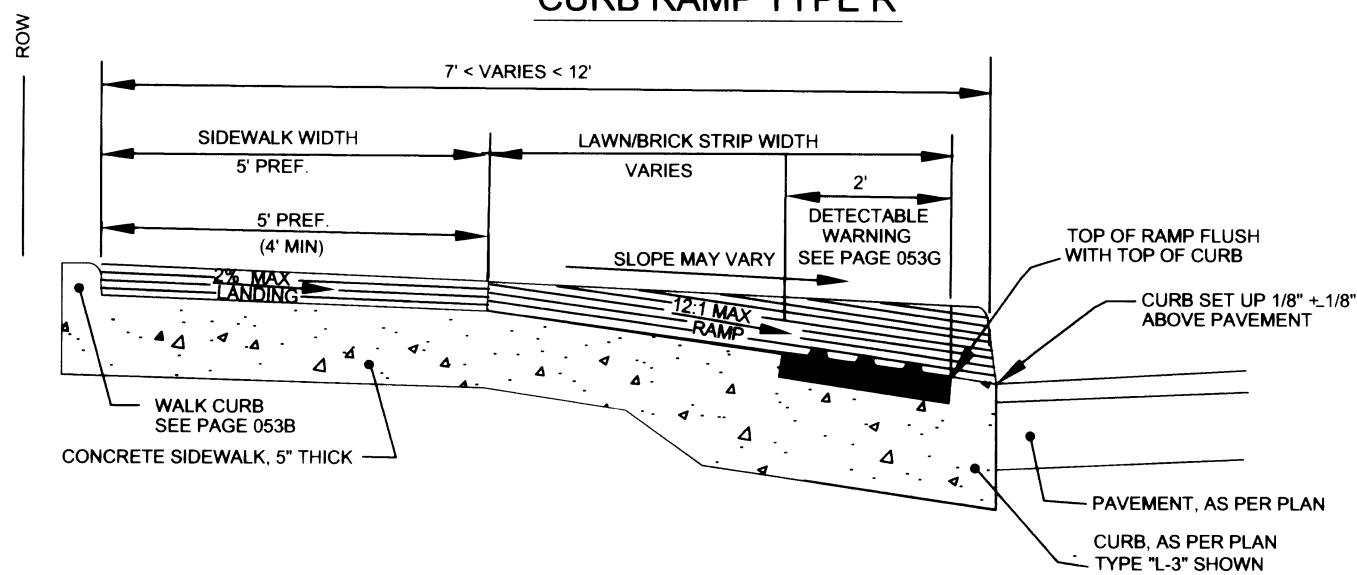 CURB RAMP TYPE R
ROW
7' < VARIES < 12'
SIDEWALK WIDTH
5' PREF.
LAWN/BRICK STRIP WIDTH
VARIES
2'
DETECTABLE
WARNING
SEE PAGE 053G
5' PREF.
(4' MIN)
SLOPE MAY VARY
TOP OF RAMP FLUSH
WITH TOP OF CURB
2% MAX
LANDING
12:1 MAX
RAMP
CURB SET UP 1/8" ±1/8"
ABOVE PAVEMENT
WALK CURB
SEE PAGE 053B
CONCRETE SIDEWALK, 5" THICK
PAVEMENT, AS PER PLAN
CURB, AS PER PLAN
TYPE "L-3" SHOWN